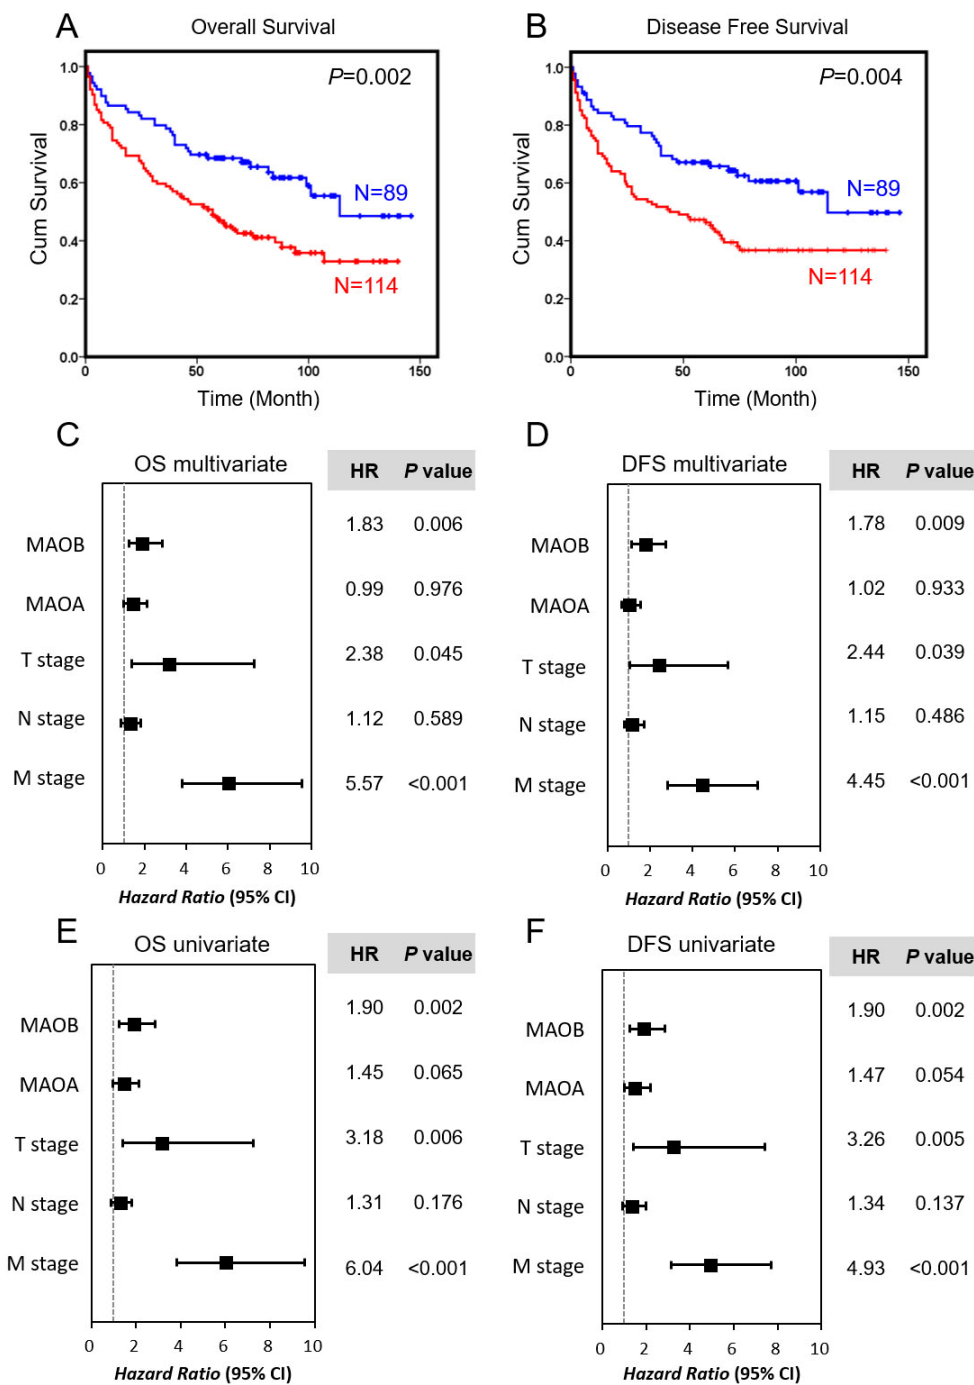 A
Overall Survival
P=0.002
Cum Survival
1.0
0.8
0.6
0.4
0.2
0.0
N=89
N=114
0
50
100
150
Time (Month)
B
Disease Free Survival
P=0.004
Cum Survival
1.0
0.8
0.6
0.4
0.2
0.0
N=89
N=114
0
50
100
150
Time (Month)
C
OS multivariate
HR P value
MAOB 1.83 0.006
MAOA 0.99 0.976
T stage 2.38 0.045
N stage 1.12 0.589
M stage 5.57 <0.001
0 2 4 6 8 10
Hazard Ratio (95% CI)
D
DFS multivariate
HR P value
MAOB 1.78 0.009
MAOA 1.02 0.933
T stage 2.44 0.039
N stage 1.15 0.486
M stage 4.45 <0.001
0 2 4 6 8 10
Hazard Ratio (95% CI)
E
OS univariate
HR P value
MAOB 1.90 0.002
MAOA 1.45 0.065
T stage 3.18 0.006
N stage 1.31 0.176
M stage 6.04 <0.001
0 2 4 6 8 10
Hazard Ratio (95% CI)
F
DFS univariate
HR P value
MAOB 1.90 0.002
MAOA 1.47 0.054
T stage 3.26 0.005
N stage 1.34 0.137
M stage 4.93 <0.001
0 2 4 6 8 10
Hazard Ratio (95% CI)